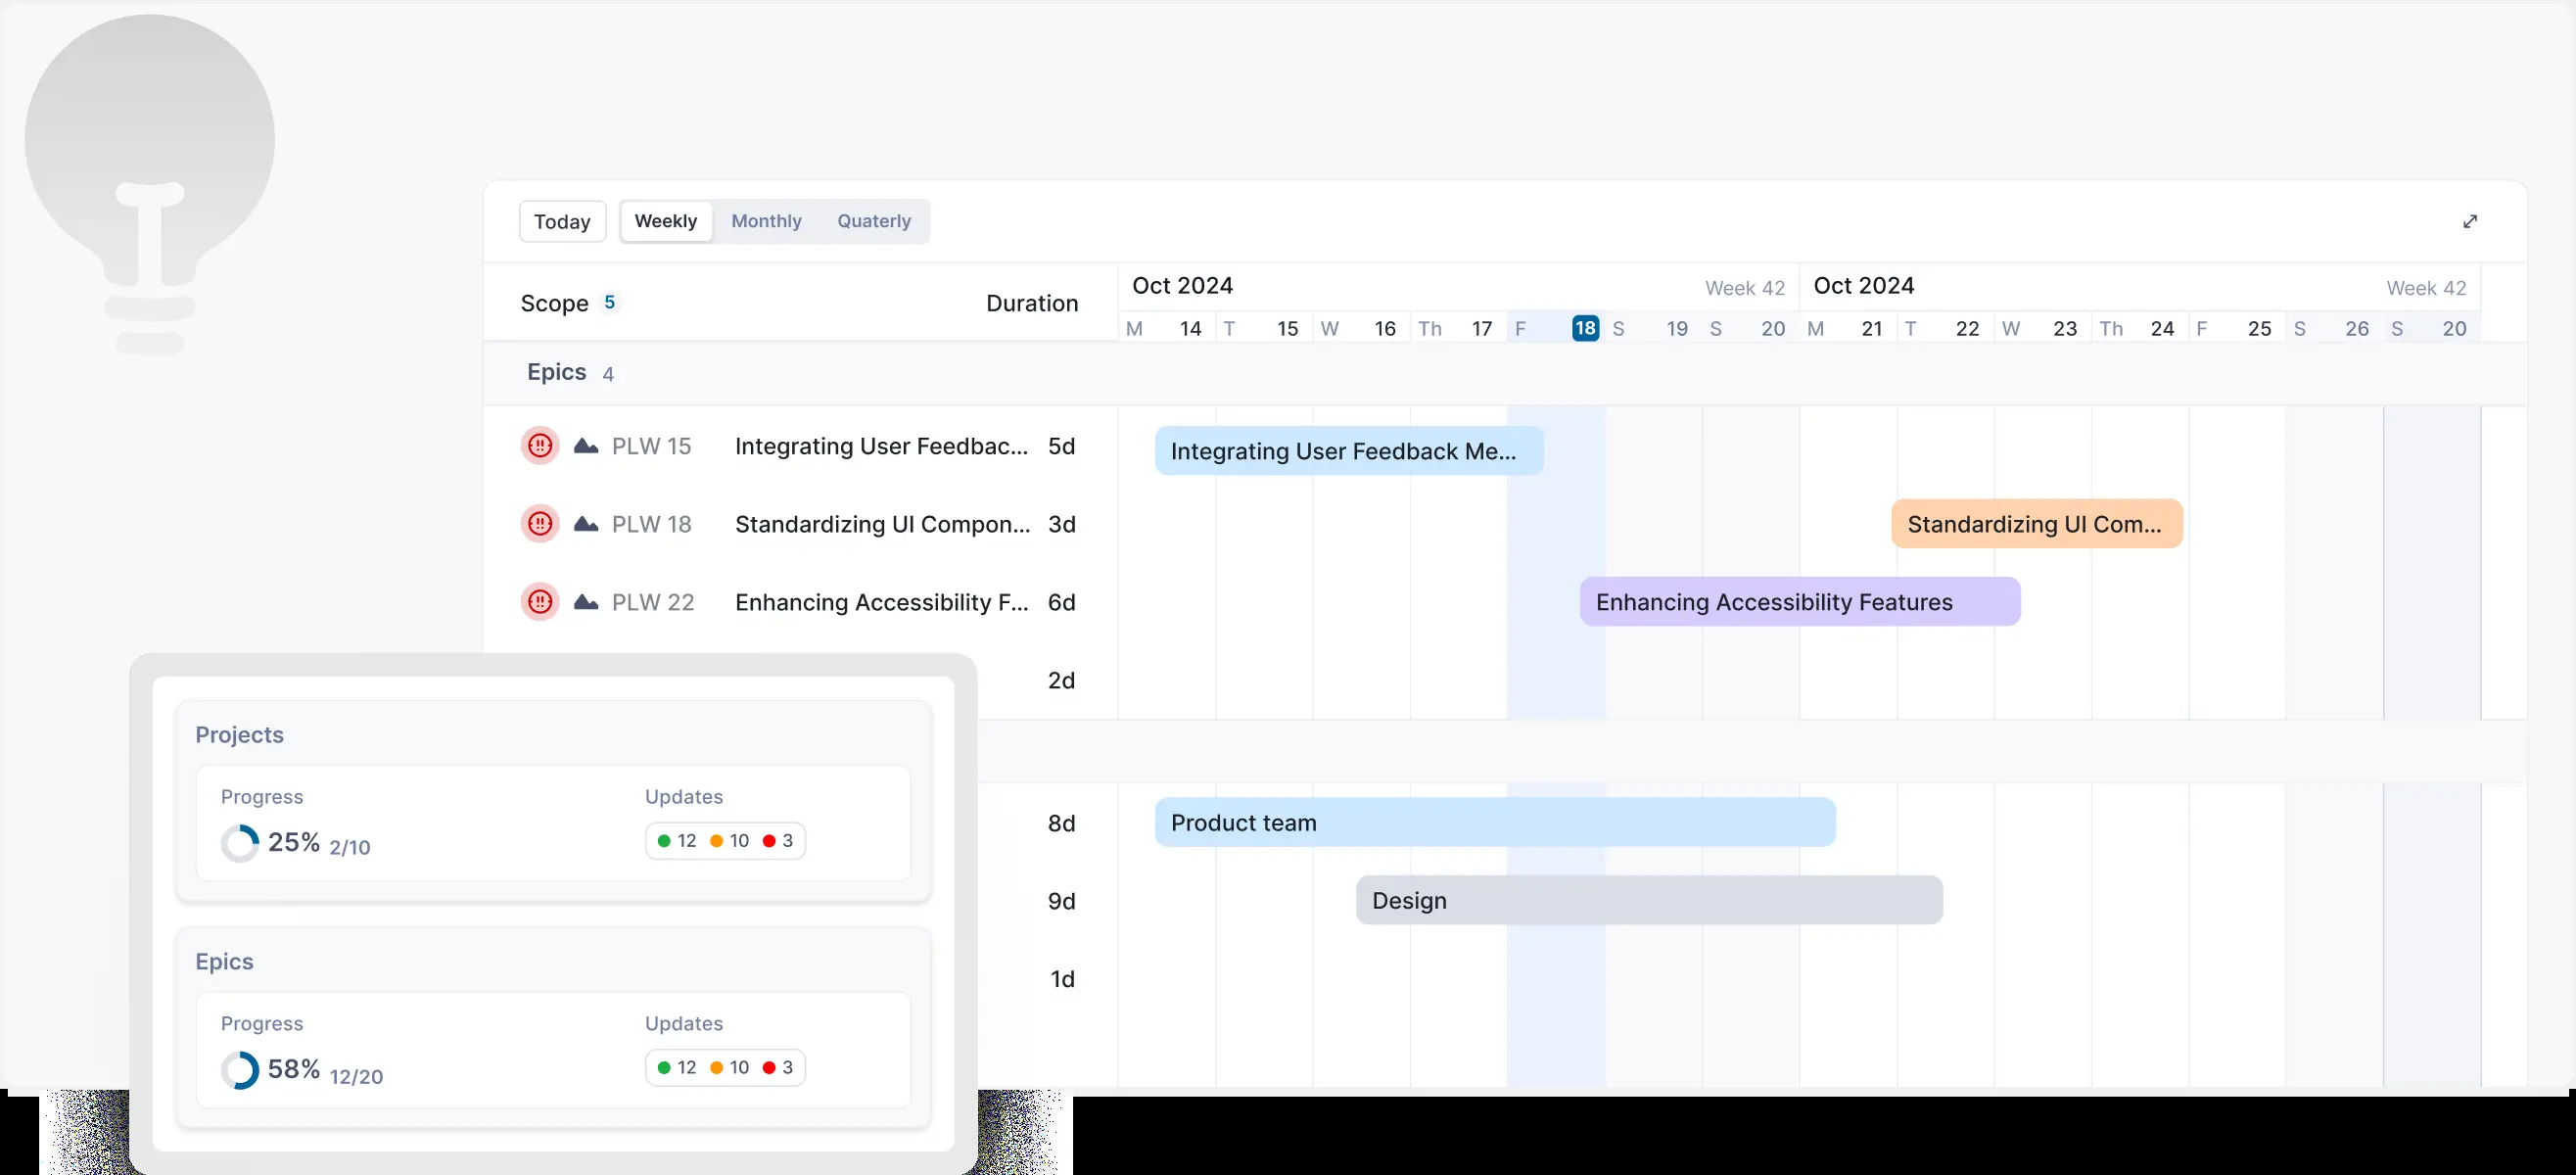 Today Weekly Monthly Quaterly
Scope 5 Duration
Oct 2024 Week 42 Oct 2024 Week 42
M 14 T 15 W 16 Th 17 F 18 S 19 S 20 M 21 T 22 W 23 Th 24 F 25 S 26 S 20
Epics 4
PLW 15 Integrating User Feedbac... 5d Integrating User Feedback Me...
PLW 18 Standardizing UI Compon... 3d Standardizing UI Com...
PLW 22 Enhancing Accessibility F... 6d Enhancing Accessibility Features
2d
8d Product team
9d Design
1d
Projects
Progress Updates
25% 2/10 12 10 3
Epics
Progress Updates
58% 12/20 12 10 3